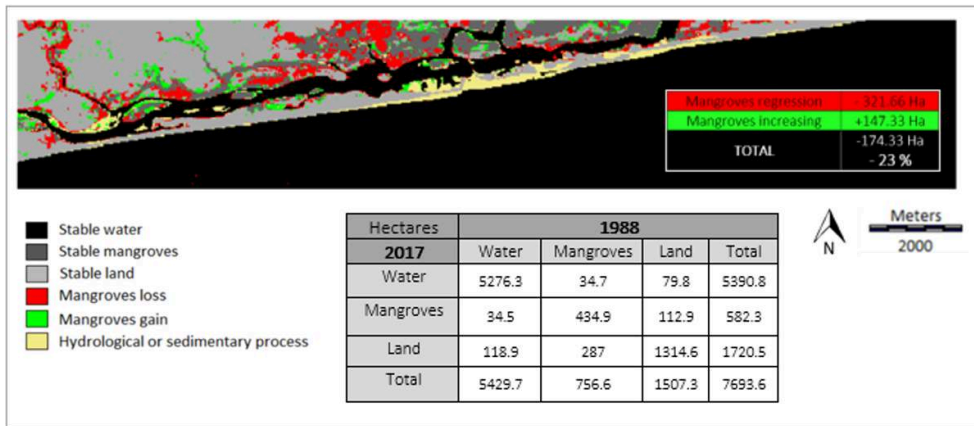 Mangroves regression - 321.66 Ha
Mangroves increasing +147.33 Ha
TOTAL -174.33 Ha
- 23 %
Stable water
Stable mangroves
Stable land
Mangroves loss
Mangroves gain
Hydrological or sedimentary process
Hectares 1988
2017 Water Mangroves Land Total
Water 5276.3 34.7 79.8 5390.8
Mangroves 34.5 434.9 112.9 582.3
Land 118.9 287 1314.6 1720.5
Total 5429.7 756.6 1507.3 7693.6
N
Meters
2000